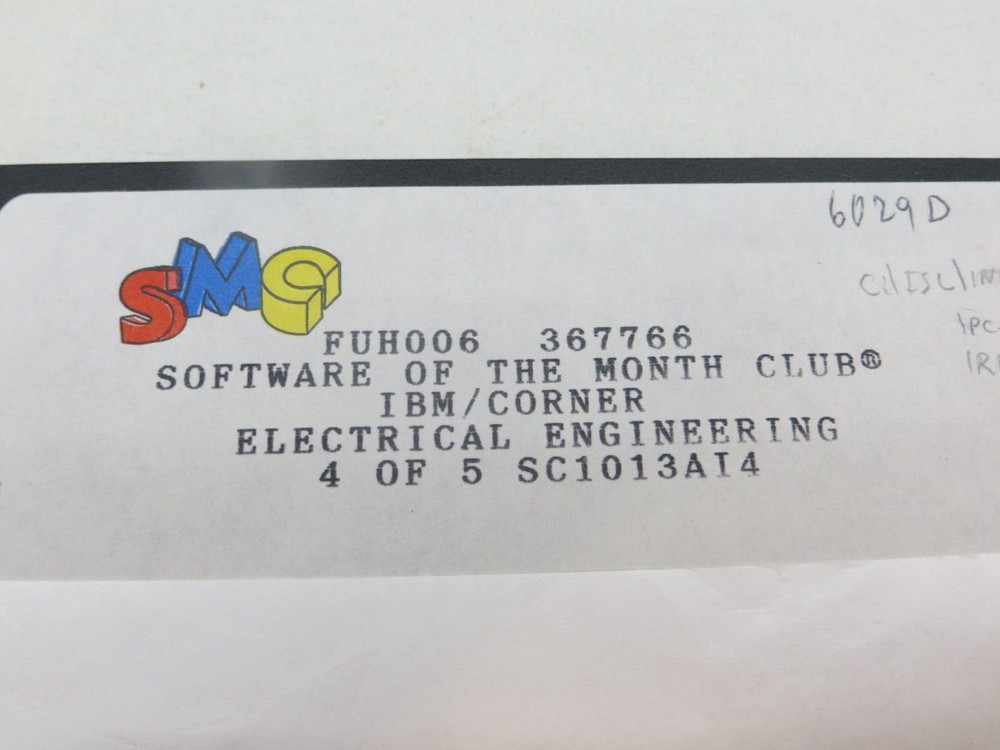 6029D
SMC
FUH006 367766
SOFTWARE OF THE MONTH CLUB®
IBM/CORNER
ELECTRICAL ENGINEERING
4 OF 5 SC1013AI4